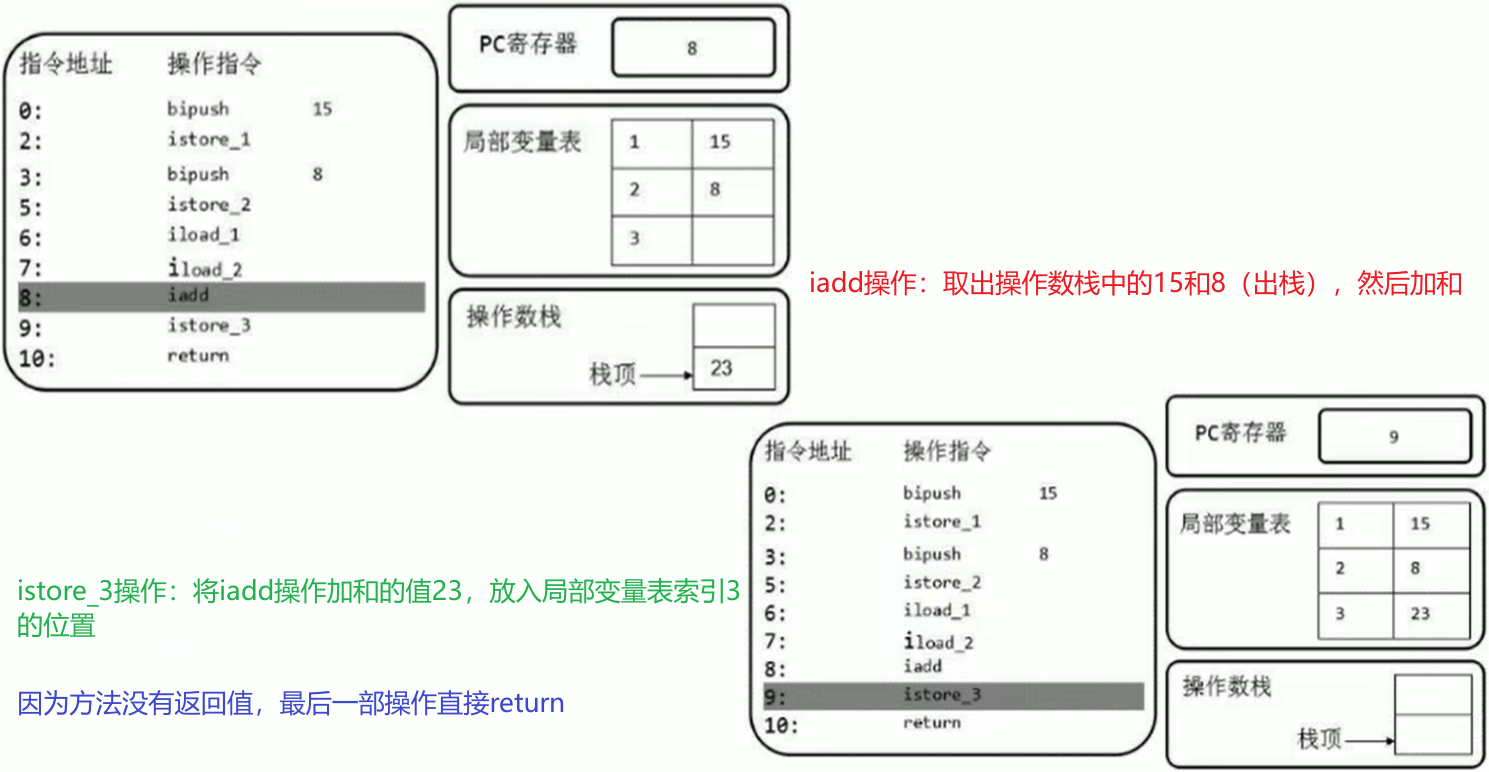 指令地址 操作指令
0: bipush 15
2: istore_1
3: bipush 8
5: istore_2
6: iload_1
7: iload_2
8: iadd
9: istore_3
10: return
PC寄存器 8
局部变量表 1 15
2 8
3
操作数栈
栈顶 23
iadd操作：取出操作数栈中的15和8（出栈），然后加和
istore_3操作：将iadd操作加和的值23，放入局部变量表索引3
的位置
因为方法没有返回值，最后一部操作直接return
指令地址 操作指令
0: bipush 15
2: istore_1
3: bipush 8
5: istore_2
6: iload_1
7: iload_2
8: iadd
9: istore_3
10: return
PC寄存器 9
局部变量表 1 15
2 8
3 23
操作数栈
栈顶